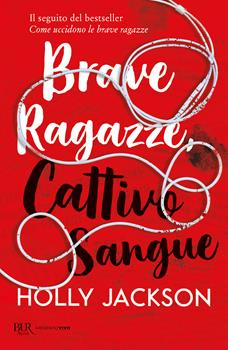 Il seguito del bestseller
Come uccidono le brave ragazze
Brave
Ragazze,
Cattivo
Sangue
HOLLY JACKSON
BUR